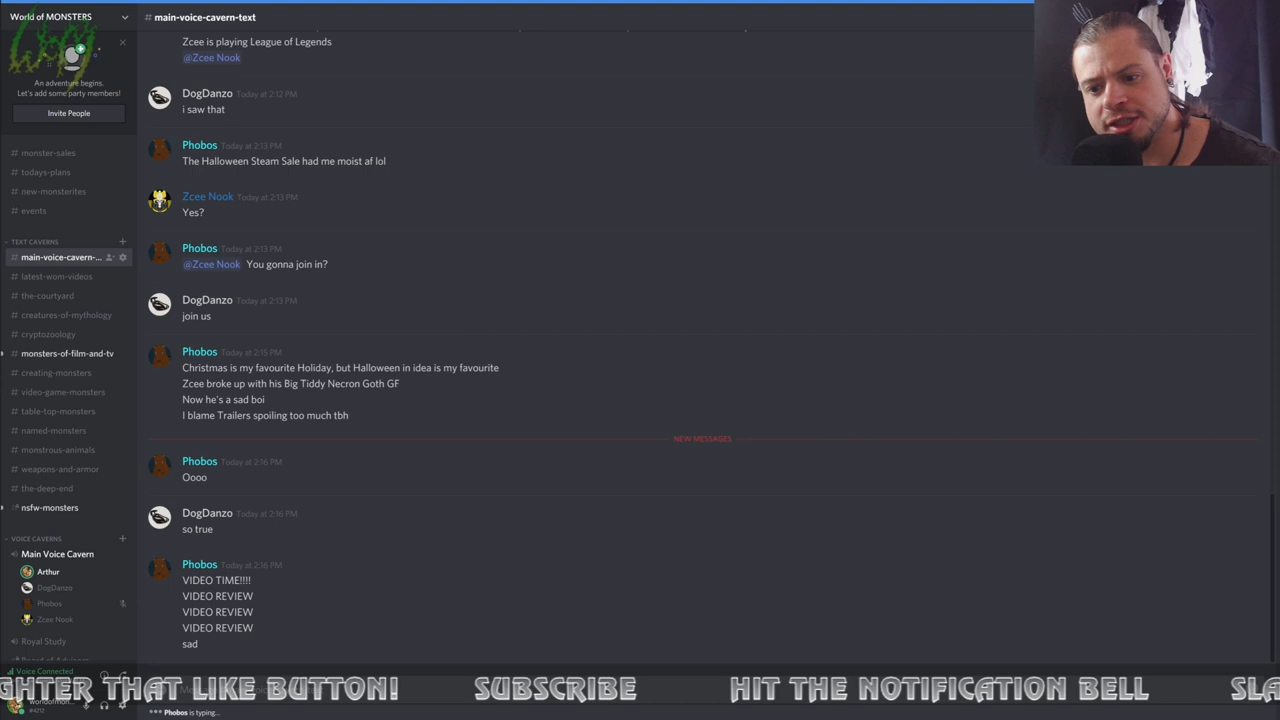 World of MONSTERS
An adventure begins.
Let's add some party members!
Invite People
# monster-sales
# todays-plans
# new-monsterites
# events
TEXT CAVERNS
# main-voice-cavern-...
# latest-wom-videos
# the-courtyard
# creatures-of-mythology
# cryptozoology
# monsters-of-film-and-tv
# creating-monsters
# video-game-monsters
# table-top-monsters
# named-monsters
# monstrous-animals
# weapons-and-armor
# the-deep-end
nsfw-monsters
VOICE CAVERNS
Main Voice Cavern
Arthur
DogDanzo
Phobos
Zcee Nook
Royal Study
Voice Connected
worldofmon...
#4212
# main-voice-cavern-text
Zcee is playing League of Legends
@Zcee Nook
DogDanzo Today at 2:12 PM
i saw that
Phobos Today at 2:13 PM
The Halloween Steam Sale had me moist af lol
Zcee Nook Today at 2:13 PM
Yes?
Phobos Today at 2:13 PM
@Zcee Nook You gonna join in?
DogDanzo Today at 2:13 PM
join us
Phobos Today at 2:15 PM
Christmas is my favourite Holiday, but Halloween in idea is my favourite
Zcee broke up with his Big Tiddy Necron Goth GF
Now he's a sad boi
I blame Trailers spoiling too much tbh
NEW MESSAGES
Phobos Today at 2:16 PM
Oooo
DogDanzo Today at 2:16 PM
so true
Phobos Today at 2:16 PM
VIDEO TIME!!!!
VIDEO REVIEW
VIDEO REVIEW
VIDEO REVIEW
sad
GHTER THAT LIKE BUTTON! SUBSCRIBE HIT THE NOTIFICATION BELL SLA
Phobos is typing...